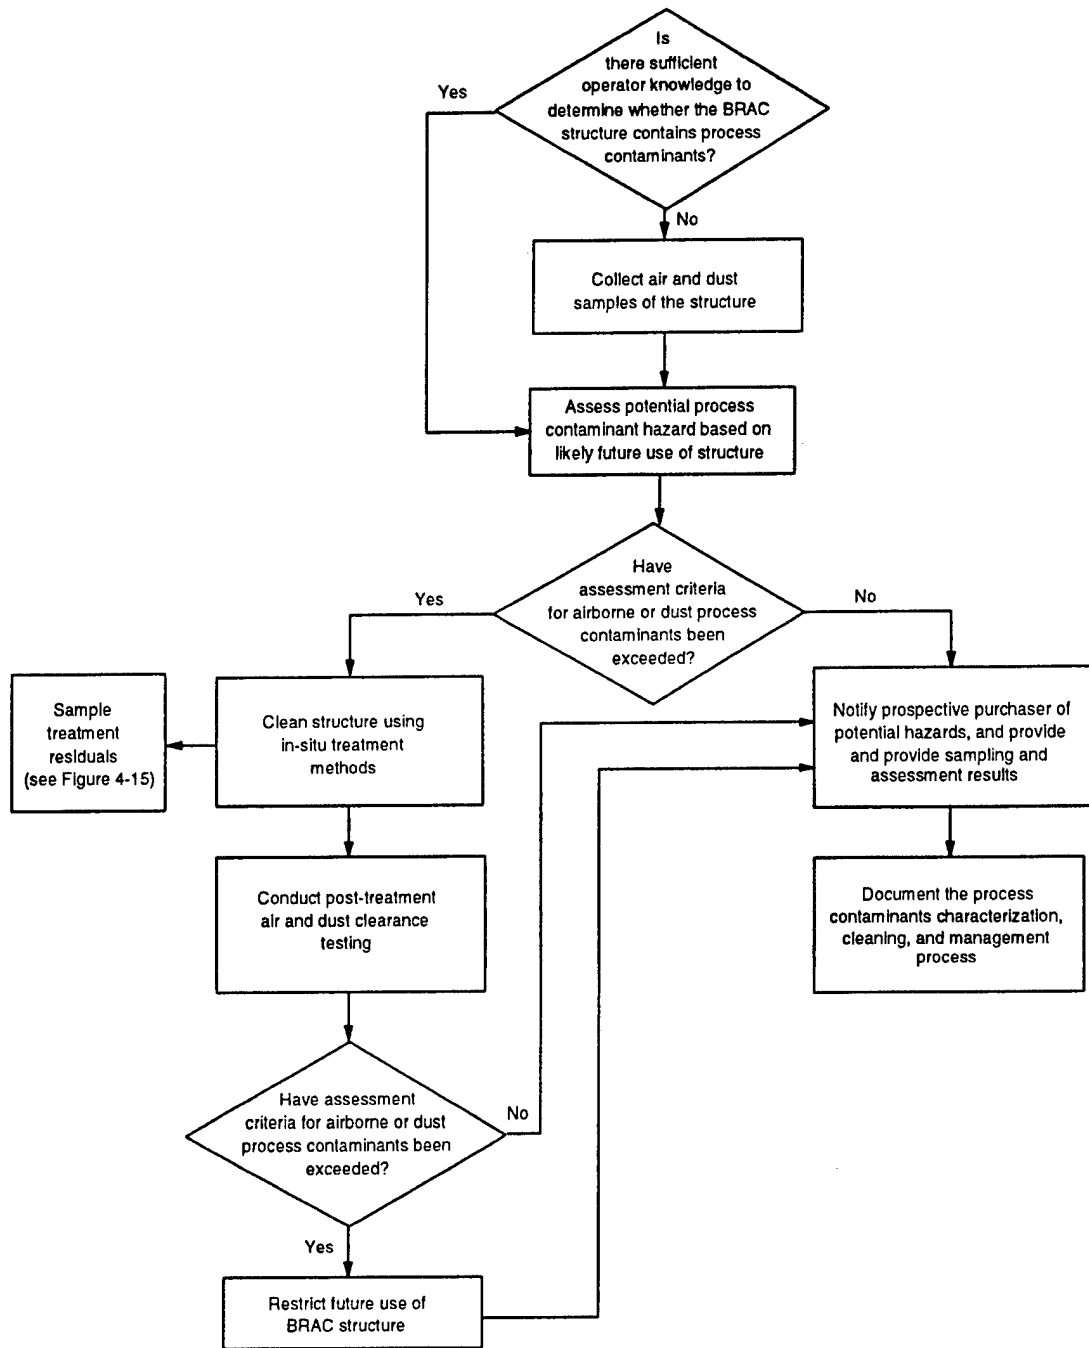 Is
there sufficient
operator knowledge to
determine whether the BRAC
structure contains process
contaminants?
Yes
No
Collect air and dust
samples of the structure
Assess potential process
contaminant hazard based on
likely future use of structure
Have
assessment criteria
for airborne or dust process
contaminants been
exceeded?
Yes
No
Sample
treatment
residuals
(see Figure 4-15)
Clean structure using
in-situ treatment
methods
Notify prospective purchaser of
potential hazards, and provide
and provide sampling and
assessment results
Conduct post-treatment
air and dust clearance
testing
Document the process
contaminants characterization,
cleaning, and management
process
Have assessment
criteria for airborne or dust
process contaminants been
exceeded?
No
Yes
Restrict future use of
BRAC structure